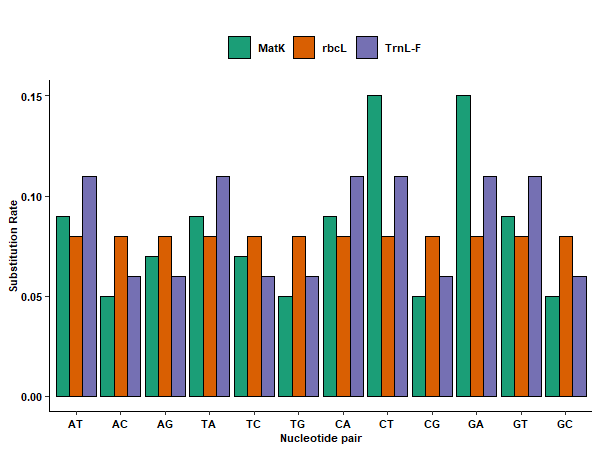 MatK rbcL TrnL-F
0.15
0.10
0.05
0.00
Substitution Rate
AT AC AG TA TC TG CA CT CG GA GT GC
Nucleotide pair